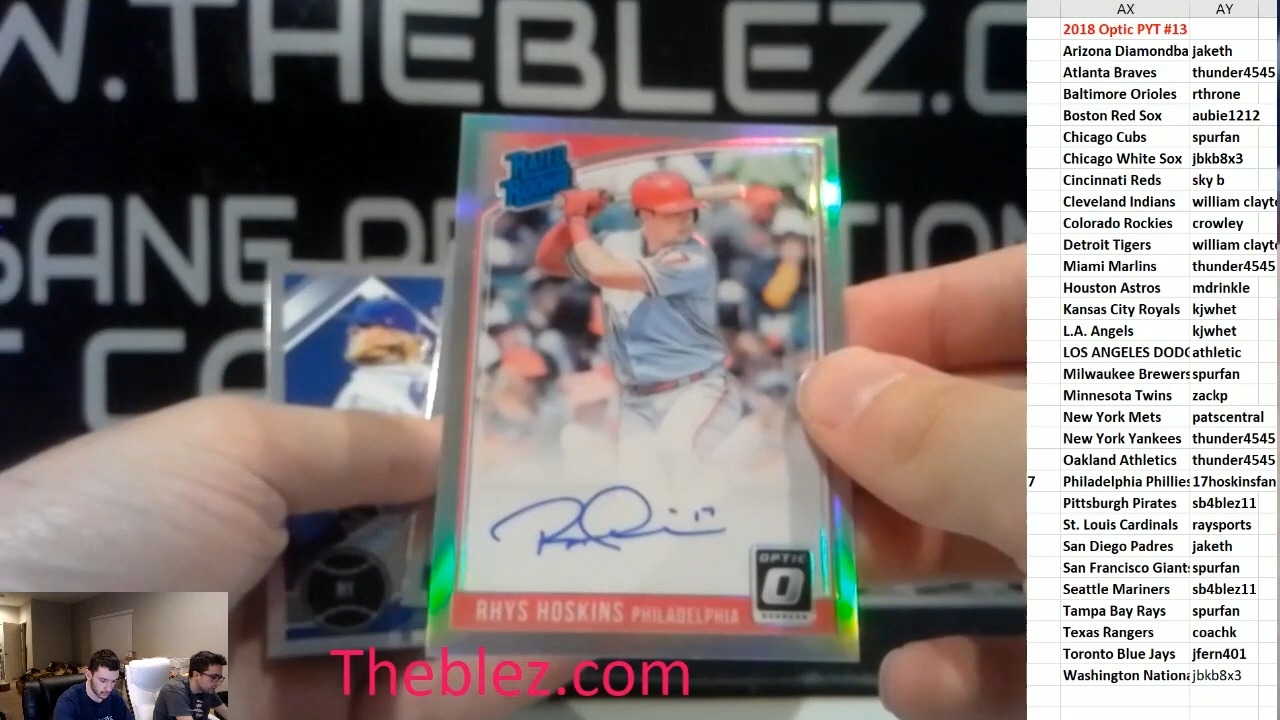 W.THEBLEZ.C
SANG
RATED
ROOKIE
OPTIC
RHYS HOSKINS PHILADELPHIA
Theblez.com
AX AY
2018 Optic PYT #13
Arizona Diamondba jaketh
Atlanta Braves thunder4545
Baltimore Orioles rthrone
Boston Red Sox aubie1212
Chicago Cubs spurfan
Chicago White Sox jbkb8x3
Cincinnati Reds sky b
Cleveland Indians william clayt
Colorado Rockies crowley
Detroit Tigers william clayt
Miami Marlins thunder4545
Houston Astros mdrinkle
Kansas City Royals kjwhet
L.A. Angels kjwhet
LOS ANGELES DODG athletic
Milwaukee Brewers spurfan
Minnesota Twins zackp
New York Mets patscentral
New York Yankees thunder4545
Oakland Athletics thunder4545
7 Philadelphia Phillies 17hoskinsfan
Pittsburgh Pirates sb4blez11
St. Louis Cardinals raysports
San Diego Padres jaketh
San Francisco Giants spurfan
Seattle Mariners sb4blez11
Tampa Bay Rays spurfan
Texas Rangers coachk
Toronto Blue Jays jfern401
Washington Nationa jbkb8x3